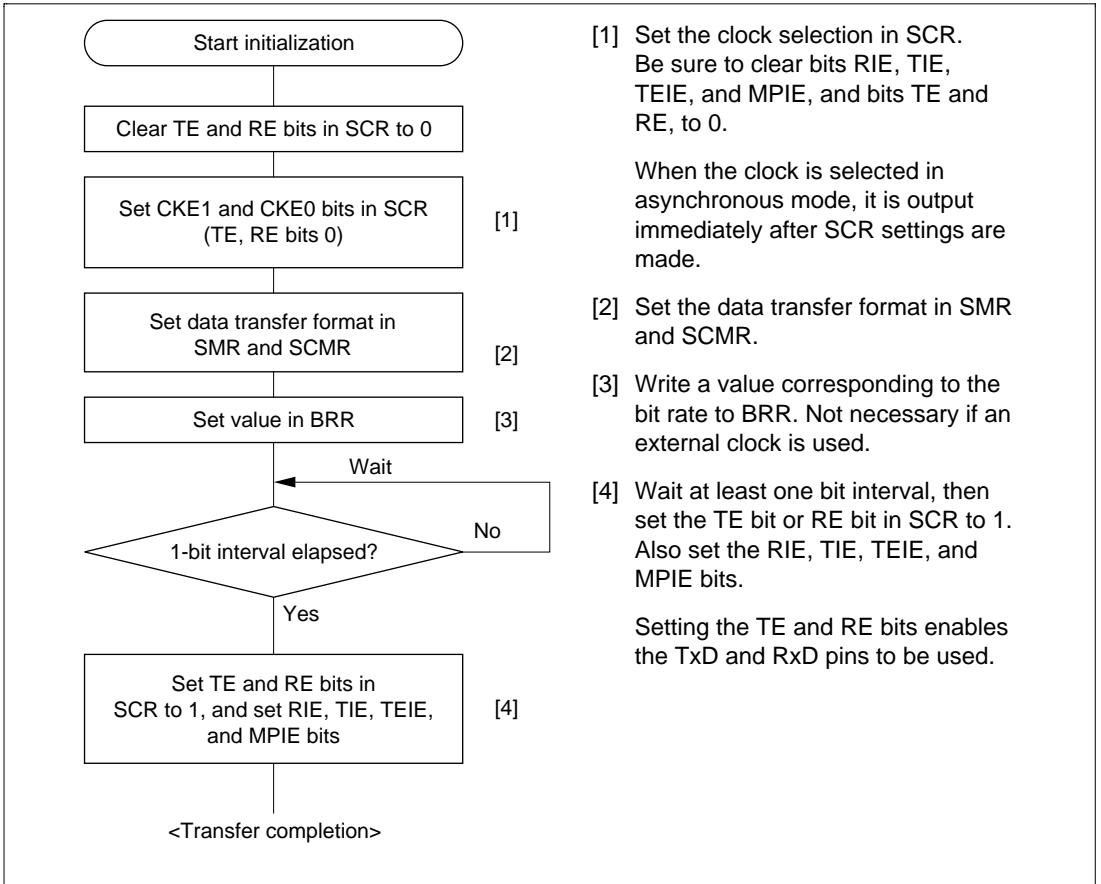 Start initialization
Clear TE and RE bits in SCR to 0
Set CKE1 and CKE0 bits in SCR
(TE, RE bits 0)
[1]
Set data transfer format in
SMR and SCMR
[2]
Set value in BRR
[3]
Wait
No
1-bit interval elapsed?
Yes
Set TE and RE bits in
SCR to 1, and set RIE, TIE, TEIE,
and MPIE bits
[4]
<Transfer completion>
[1] Set the clock selection in SCR.
Be sure to clear bits RIE, TIE,
TEIE, and MPIE, and bits TE and
RE, to 0.
When the clock is selected in
asynchronous mode, it is output
immediately after SCR settings are
made.
[2] Set the data transfer format in SMR
and SCMR.
[3] Write a value corresponding to the
bit rate to BRR. Not necessary if an
external clock is used.
[4] Wait at least one bit interval, then
set the TE bit or RE bit in SCR to 1.
Also set the RIE, TIE, TEIE, and
MPIE bits.
Setting the TE and RE bits enables
the TxD and RxD pins to be used.